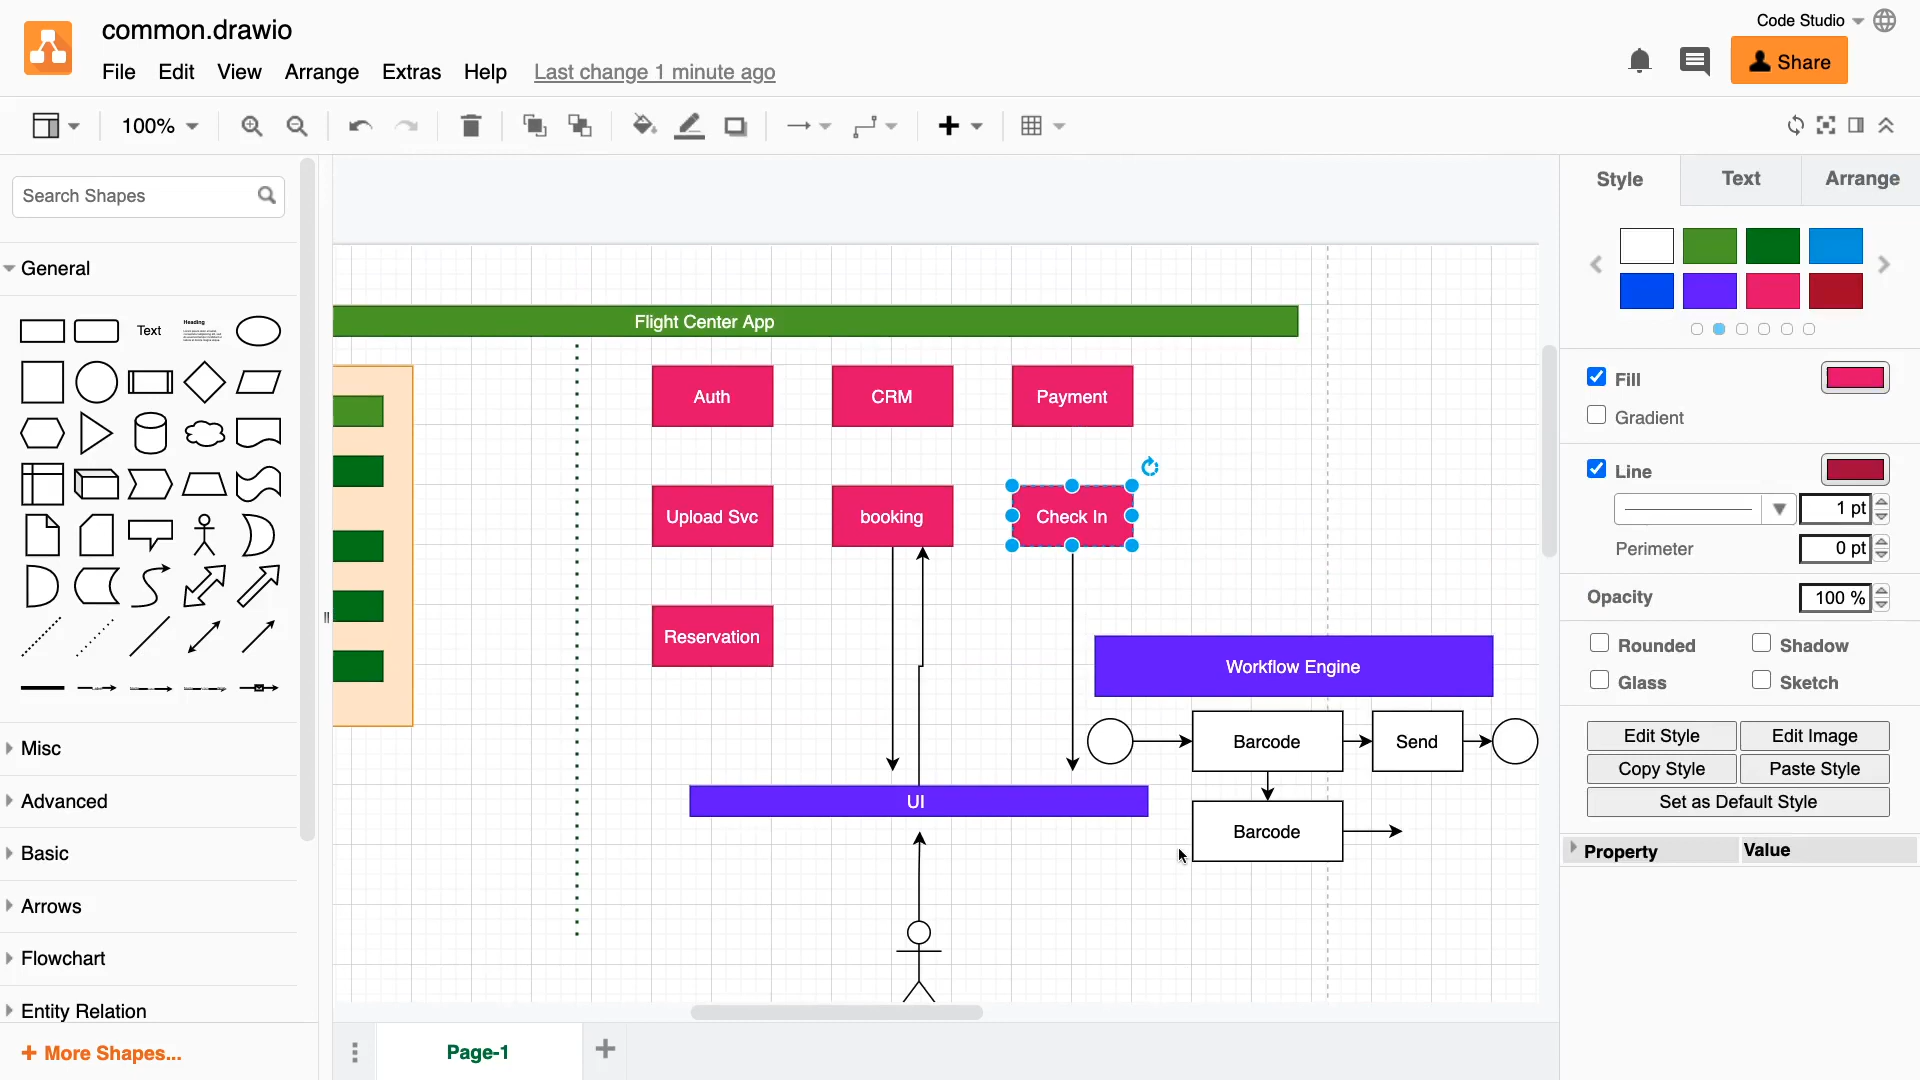 common.drawio
Code Studio
File Edit View Arrange Extras Help Last change 1 minute ago
Share
100%
Search Shapes
General
Text
Heading
Misc
Advanced
Basic
Arrows
Flowchart
Entity Relation
+ More Shapes...
Flight Center App
Auth CRM Payment
Upload Svc booking Check In
Reservation
Workflow Engine
Barcode Send
UI
Barcode
Page-1
Style Text Arrange
Fill
Gradient
Line
1 pt
Perimeter 0 pt
Opacity 100 %
Rounded Shadow
Glass Sketch
Edit Style Edit Image
Copy Style Paste Style
Set as Default Style
Property Value